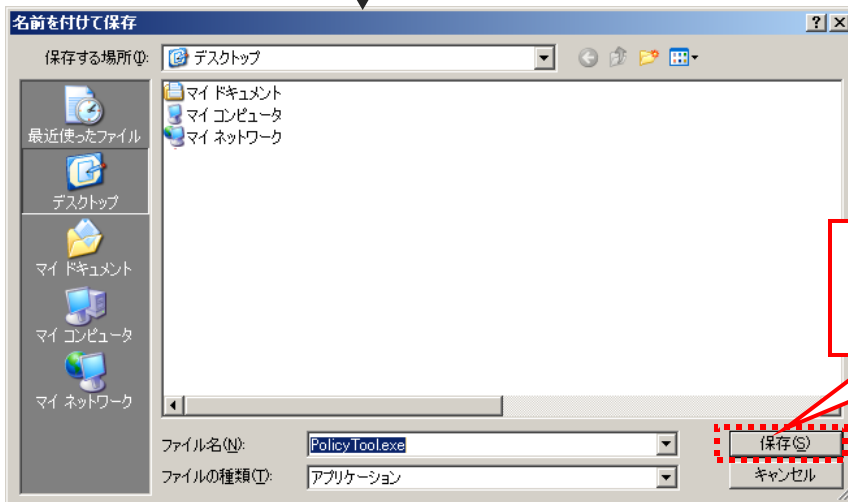 名前を付けて保存
保存する場所(I):
デスクトップ
最近使ったファイル
デスクトップ
マイ ドキュメント
マイ コンピュータ
マイ ネットワーク
マイ ドキュメント
マイ コンピュータ
マイ ネットワーク
ファイル名(N):
PolicyTool.exe
保存(S)
ファイルの種類(T):
アプリケーション
キャンセル